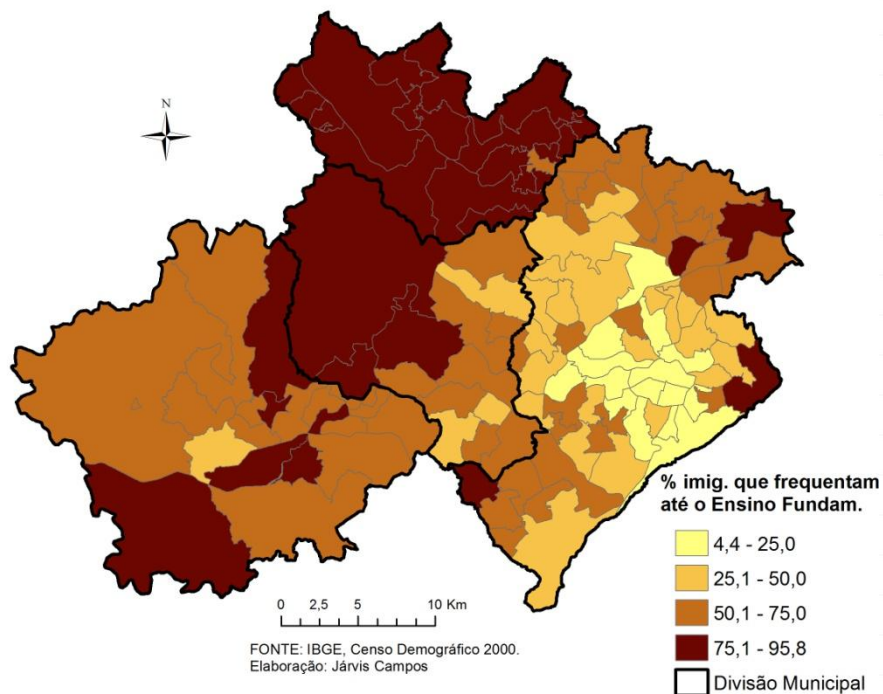 N
% imig. que frequentam
até o Ensino Fundam.
4,4 - 25,0
25,1 - 50,0
50,1 - 75,0
75,1 - 95,8
Divisão Municipal
0 2,5 5 10 Km
FONTE: IBGE, Censo Demográfico 2000.
Elaboração: Járvis Campos